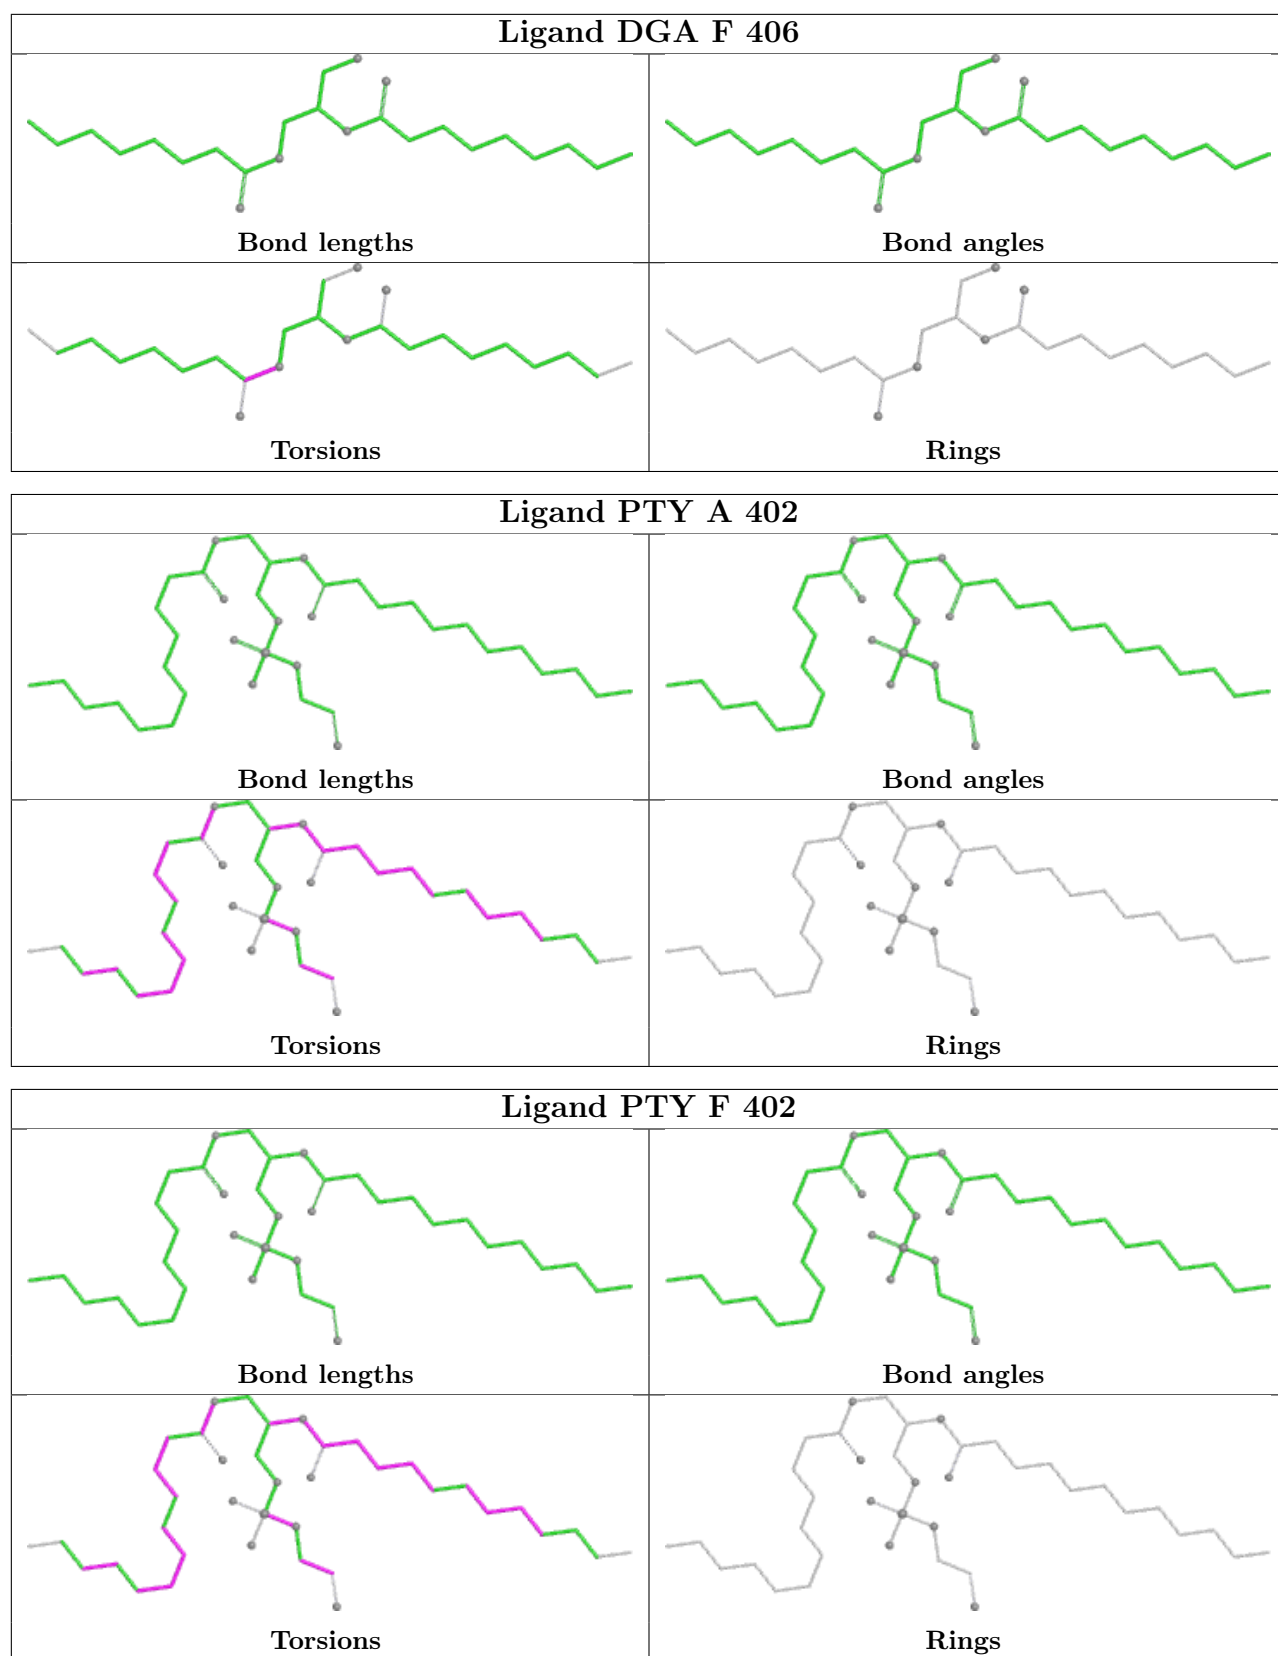 Ligand DGA F 406
Bond lengths
Bond angles
Torsions
Rings
Ligand PTY A 402
Bond lengths
Bond angles
Torsions
Rings
Ligand PTY F 402
Bond lengths
Bond angles
Torsions
Rings